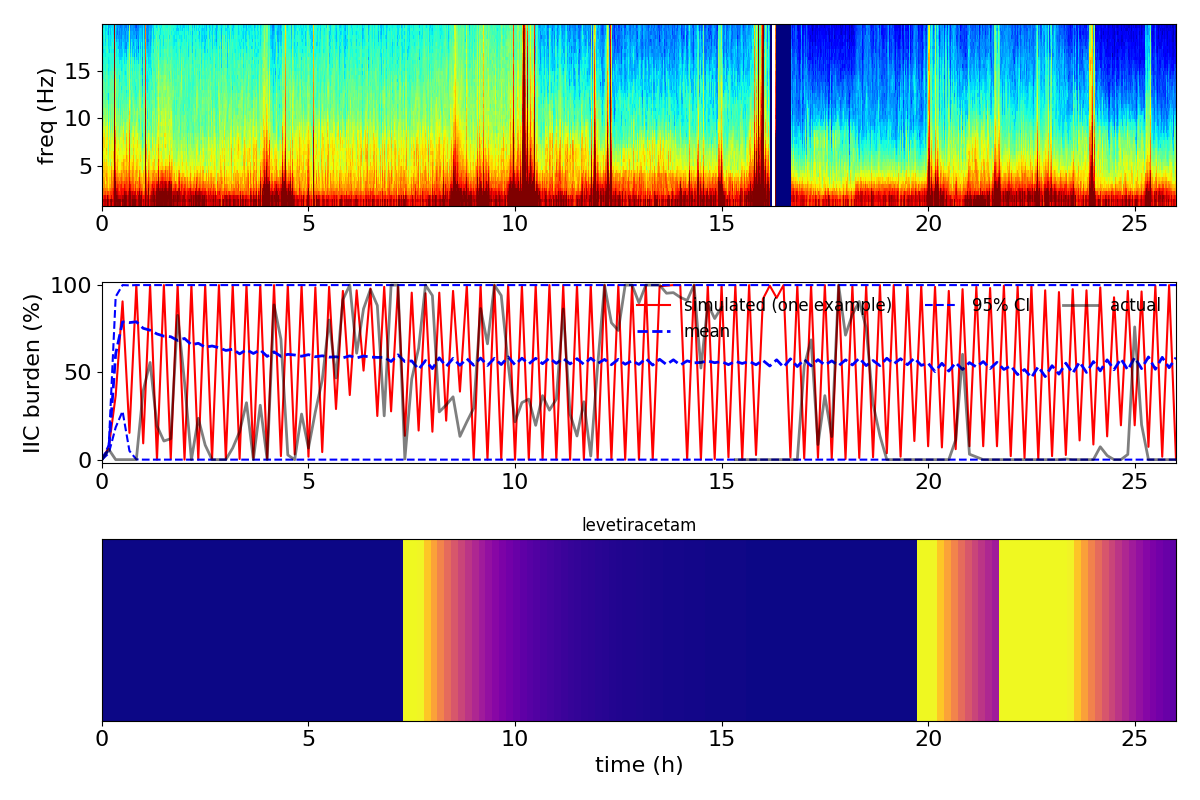 freq (Hz)
15
10
5
0 5 10 15 20 25
IIC burden (%)
100
50
0
simulated (one example) 95% CI actual
mean
0 5 10 15 20 25
levetiracetam
0 5 10 15 20 25
time (h)